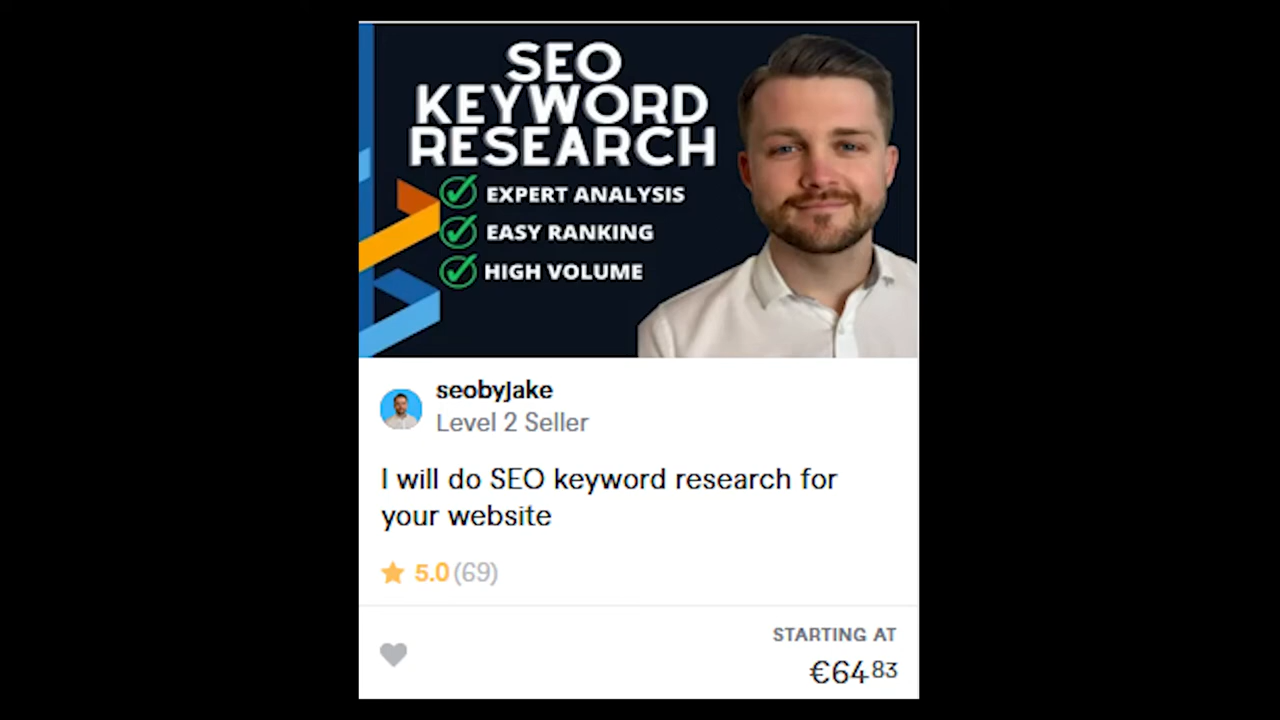 SEO
KEYWORD
RESEARCH
EXPERT ANALYSIS
EASY RANKING
HIGH VOLUME
seobyjake
Level 2 Seller
I will do SEO keyword research for
your website
5.0 (69)
STARTING AT
€64.83